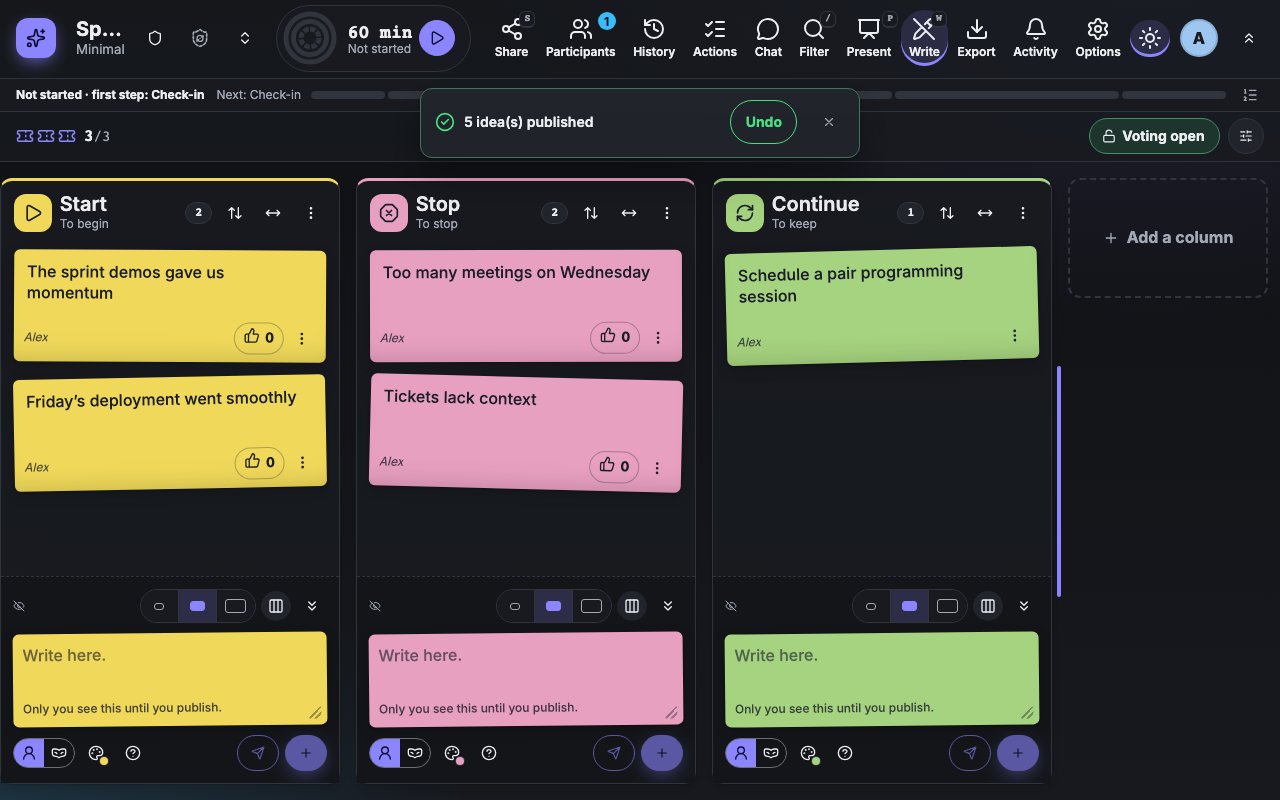 Sp...
Minimal
60 min
Not started
Share
S
Participants
1
History
Actions
Chat
Filter
/
Present
P
Write
W
Export
Activity
Options
A
Not started · first step: Check-in
Next: Check-in
5 idea(s) published
Undo
3/3
Voting open
Start
To begin
2
The sprint demos gave us
momentum
Alex
0
Friday's deployment went smoothly
Alex
0
Write here.
Only you see this until you publish.
Stop
To stop
2
Too many meetings on Wednesday
Alex
0
Tickets lack context
Alex
0
Write here.
Only you see this until you publish.
Continue
To keep
1
Schedule a pair programming
session
Alex
Write here.
Only you see this until you publish.
+ Add a column